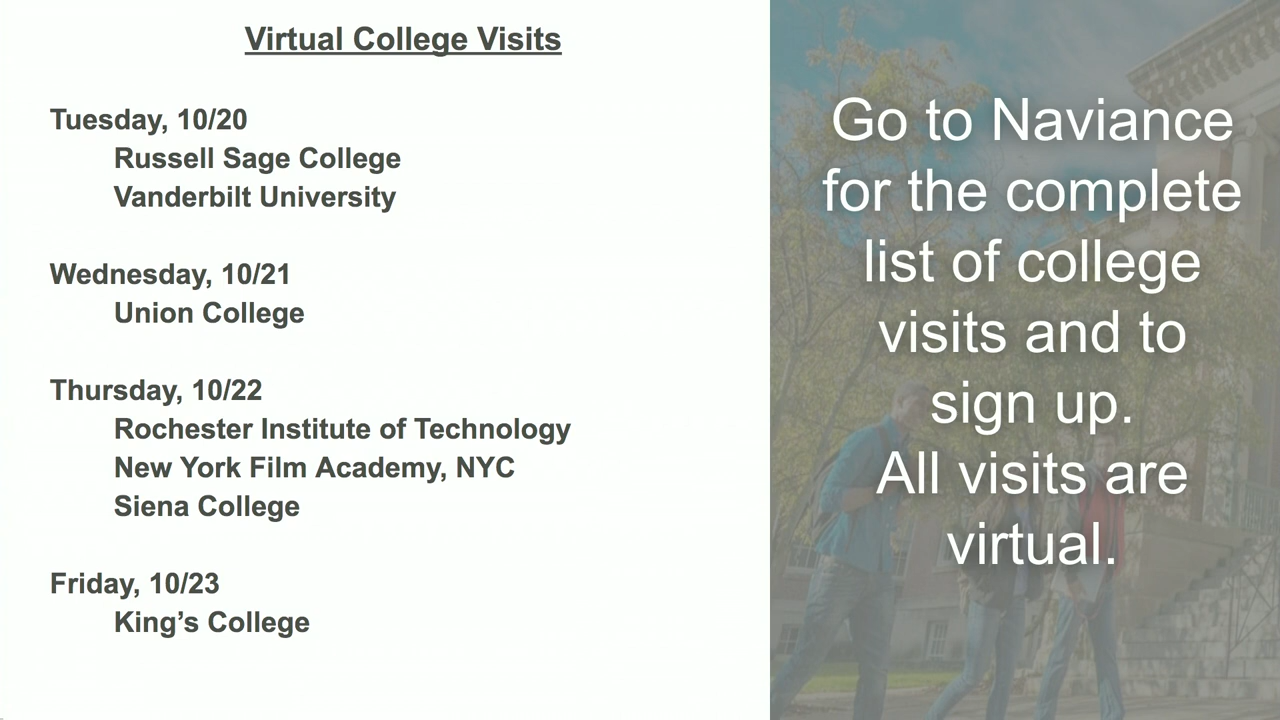 Virtual College Visits
Tuesday, 10/20
Russell Sage College
Vanderbilt University
Wednesday, 10/21
Union College
Thursday, 10/22
Rochester Institute of Technology
New York Film Academy, NYC
Siena College
Friday, 10/23
King’s College
Go to Naviance
for the complete
list of college
visits and to
sign up.
All visits are
virtual.